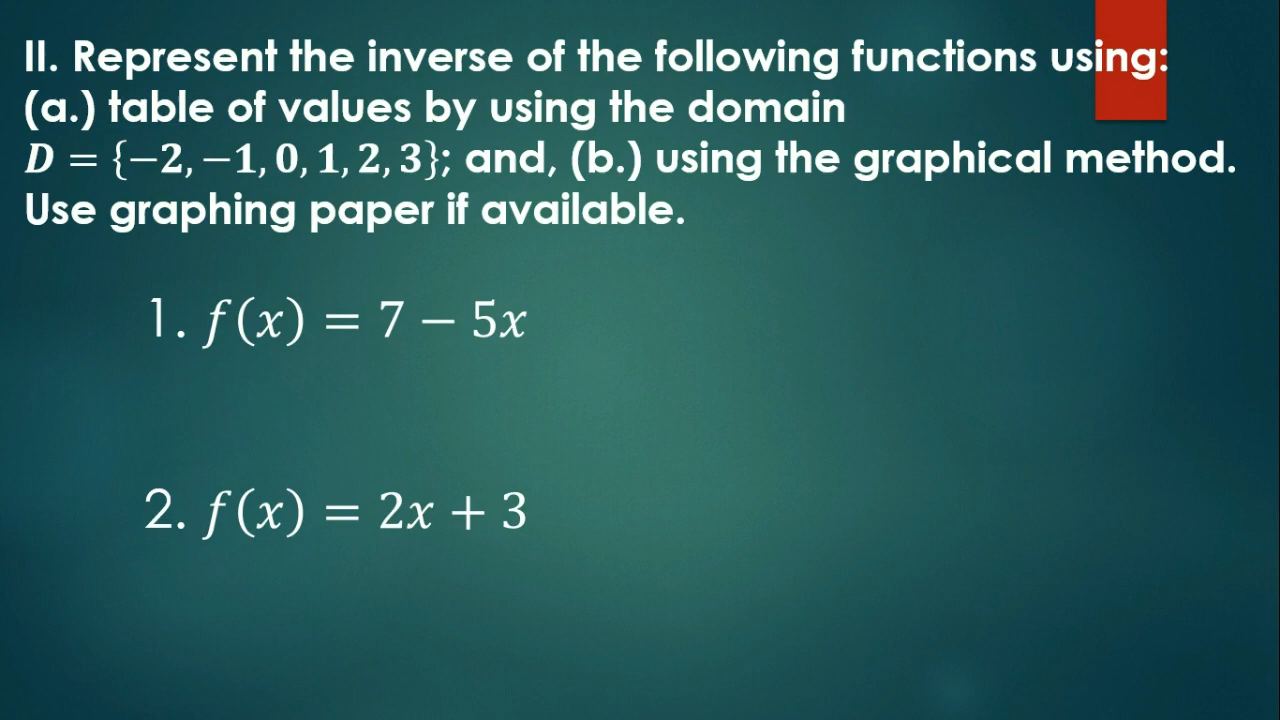 II. Represent the inverse of the following functions using:
(a.) table of values by using the domain
D = {−2, −1, 0, 1, 2, 3}; and, (b.) using the graphical method.
Use graphing paper if available.
1. f(x) = 7 − 5x
2. f(x) = 2x + 3